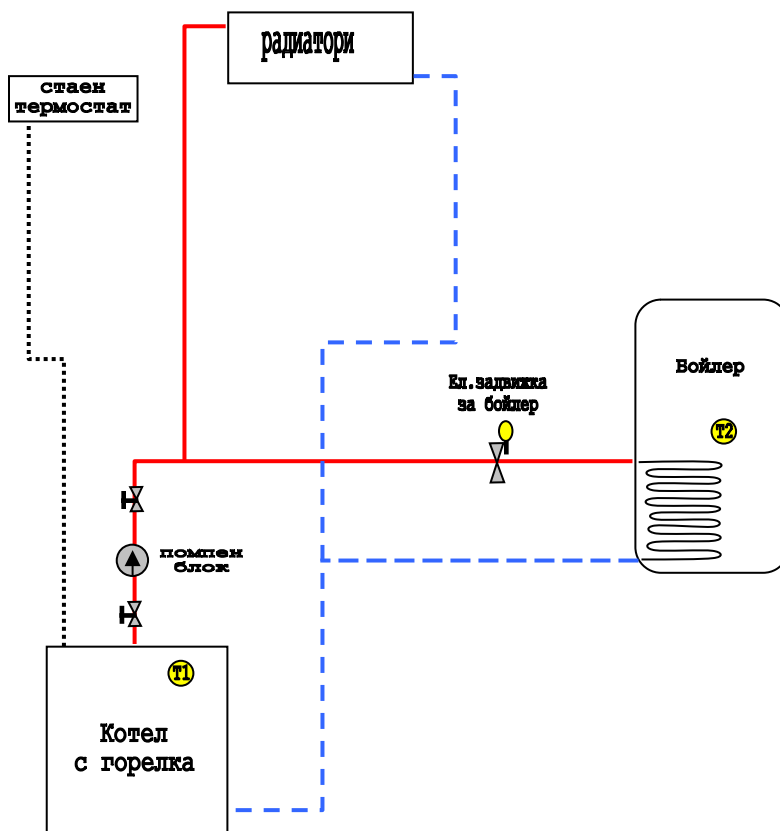 радиатори
стаен
термостат
Бойлер
Ел.задвижка
за бойлер
T2
помпен
блок
T1
Котел
с горелка